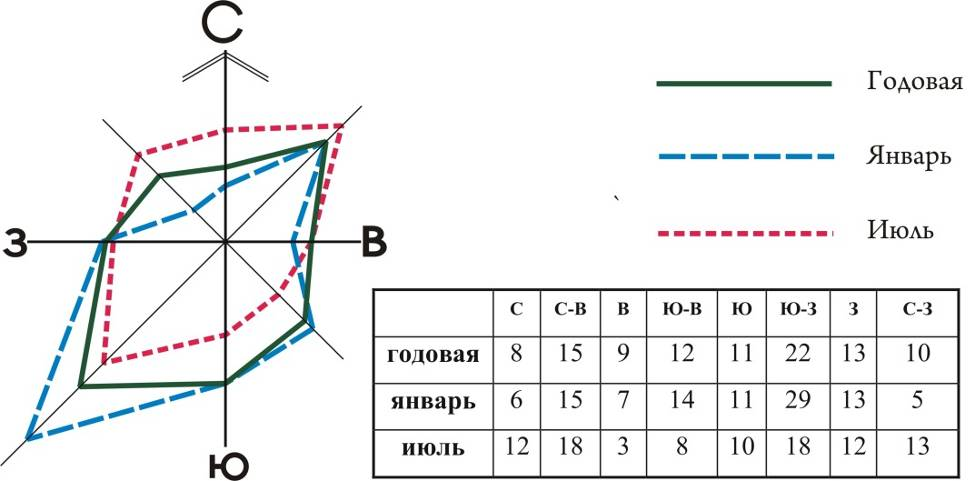 С
Годовая
Январь
З
В
Июль
Ю
С С-В В Ю-В Ю Ю-З З С-З
годовая 8 15 9 12 11 22 13 10
январь 6 15 7 14 11 29 13 5
июль 12 18 3 8 10 18 12 13